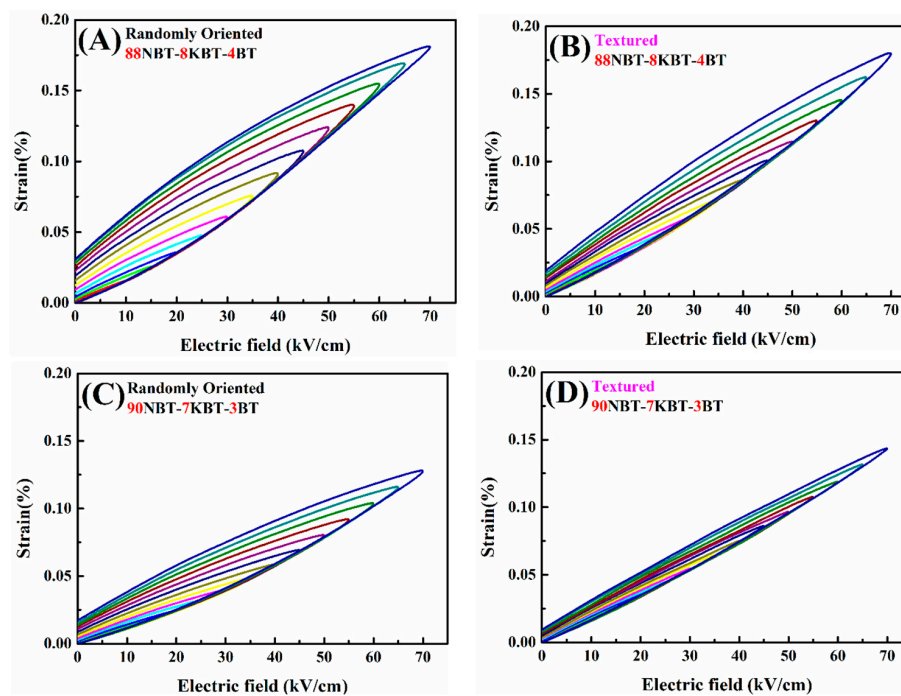 (A) Randomly Oriented
88NBT-8KBT-4BT
0.20
0.15
0.10
0.05
0.00
Strain(%)
0 10 20 30 40 50 60 70
Electric field (kV/cm)
(B) Textured
88NBT-8KBT-4BT
0.20
0.15
0.10
0.05
0.00
Strain(%)
0 10 20 30 40 50 60 70
Electric field (kV/cm)
(C) Randomly Oriented
90NBT-7KBT-3BT
0.20
0.15
0.10
0.05
0.00
Strain(%)
0 10 20 30 40 50 60 70
Electric field (kV/cm)
(D) Textured
90NBT-7KBT-3BT
0.20
0.15
0.10
0.05
0.00
Strain(%)
0 10 20 30 40 50 60 70
Electric field (kV/cm)